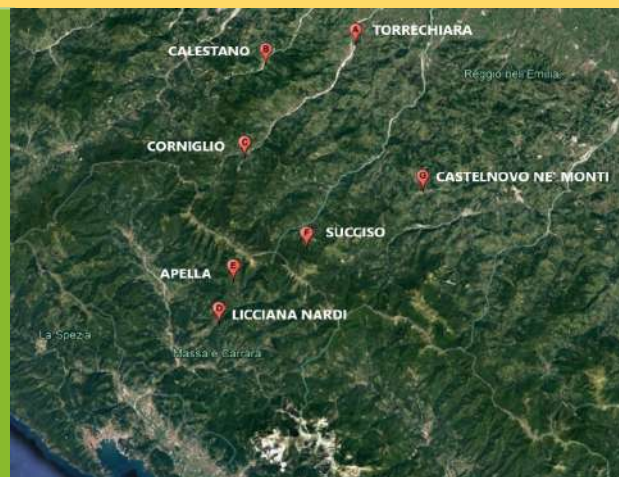 A
TORRECHIARA
B
CALESTANO
Reggio nell'Emilia
C
CORNIGLIO
G
CASTELNOVO NE' MONTI
F
SUCCISO
E
APELLA
D
LICCIANA NARDI
La Spezia
Massa e Carrara